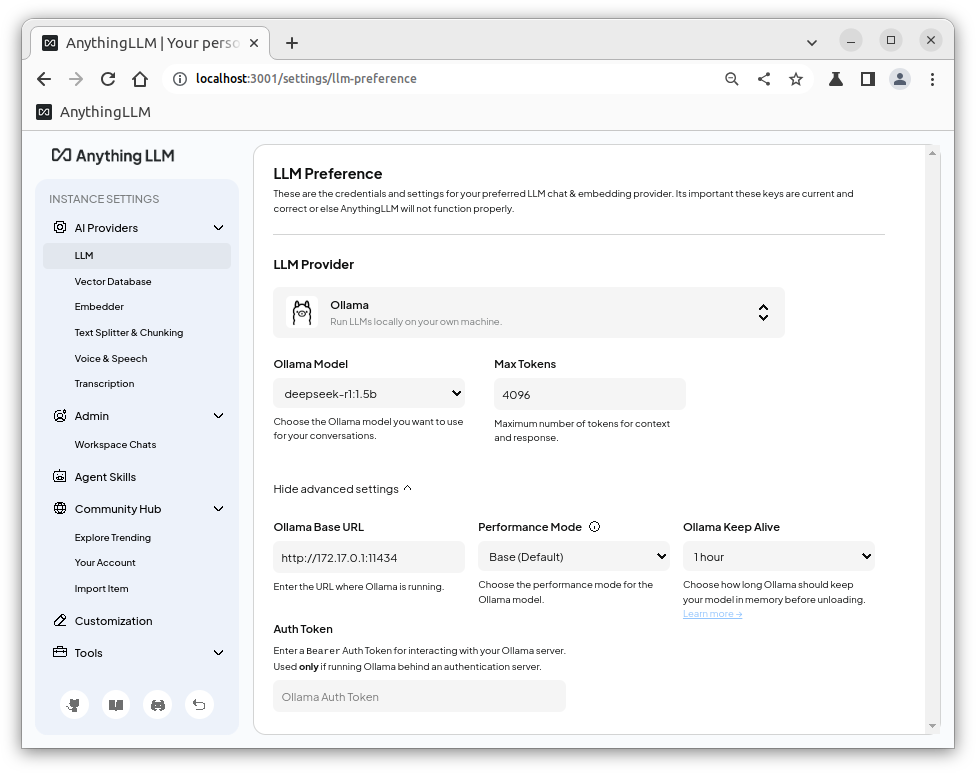 AnythingLLM | Your perso
localhost:3001/settings/llm-preference
AnythingLLM
Anything LLM
INSTANCE SETTINGS
AI Providers
LLM
Vector Database
Embedder
Text Splitter & Chunking
Voice & Speech
Transcription
Admin
Workspace Chats
Agent Skills
Community Hub
Explore Trending
Your Account
Import Item
Customization
Tools
LLM Preference
These are the credentials and settings for your preferred LLM chat & embedding provider. Its important these keys are current and
correct or else AnythingLLM will not function properly.
LLM Provider
Ollama
Run LLMs locally on your own machine.
Ollama Model
deepseek-r1:1.5b
Choose the Ollama model you want to use
for your conversations.
Max Tokens
4096
Maximum number of tokens for context
and response.
Hide advanced settings
Ollama Base URL
http://172.17.0.1:11434
Enter the URL where Ollama is running.
Performance Mode
Base (Default)
Choose the performance mode for the
Ollama model.
Ollama Keep Alive
1 hour
Choose how long Ollama should keep
your model in memory before unloading.
Learn more →
Auth Token
Enter a Bearer Auth Token for interacting with your Ollama server.
Used only if running Ollama behind an authentication server.
Ollama Auth Token